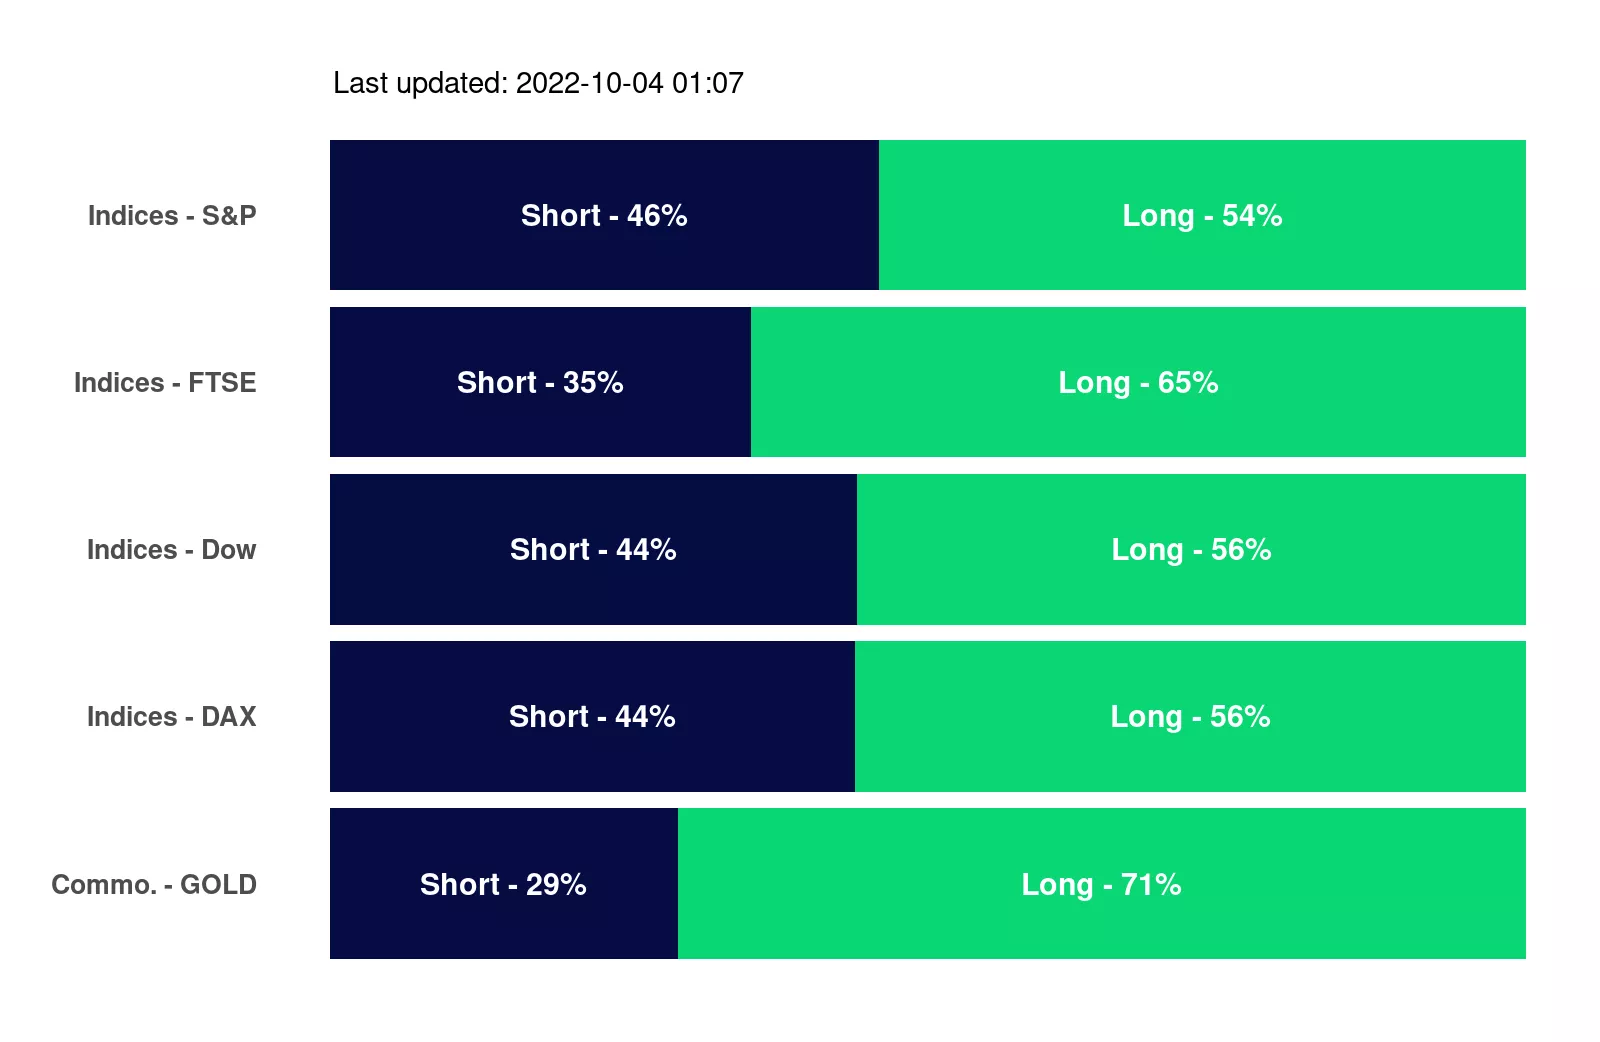 Last updated: 2022-10-04 01:07
Indices - S&P Short - 46% Long - 54%
Indices - FTSE Short - 35% Long - 65%
Indices - Dow Short - 44% Long - 56%
Indices - DAX Short - 44% Long - 56%
Commo. - GOLD Short - 29% Long - 71%